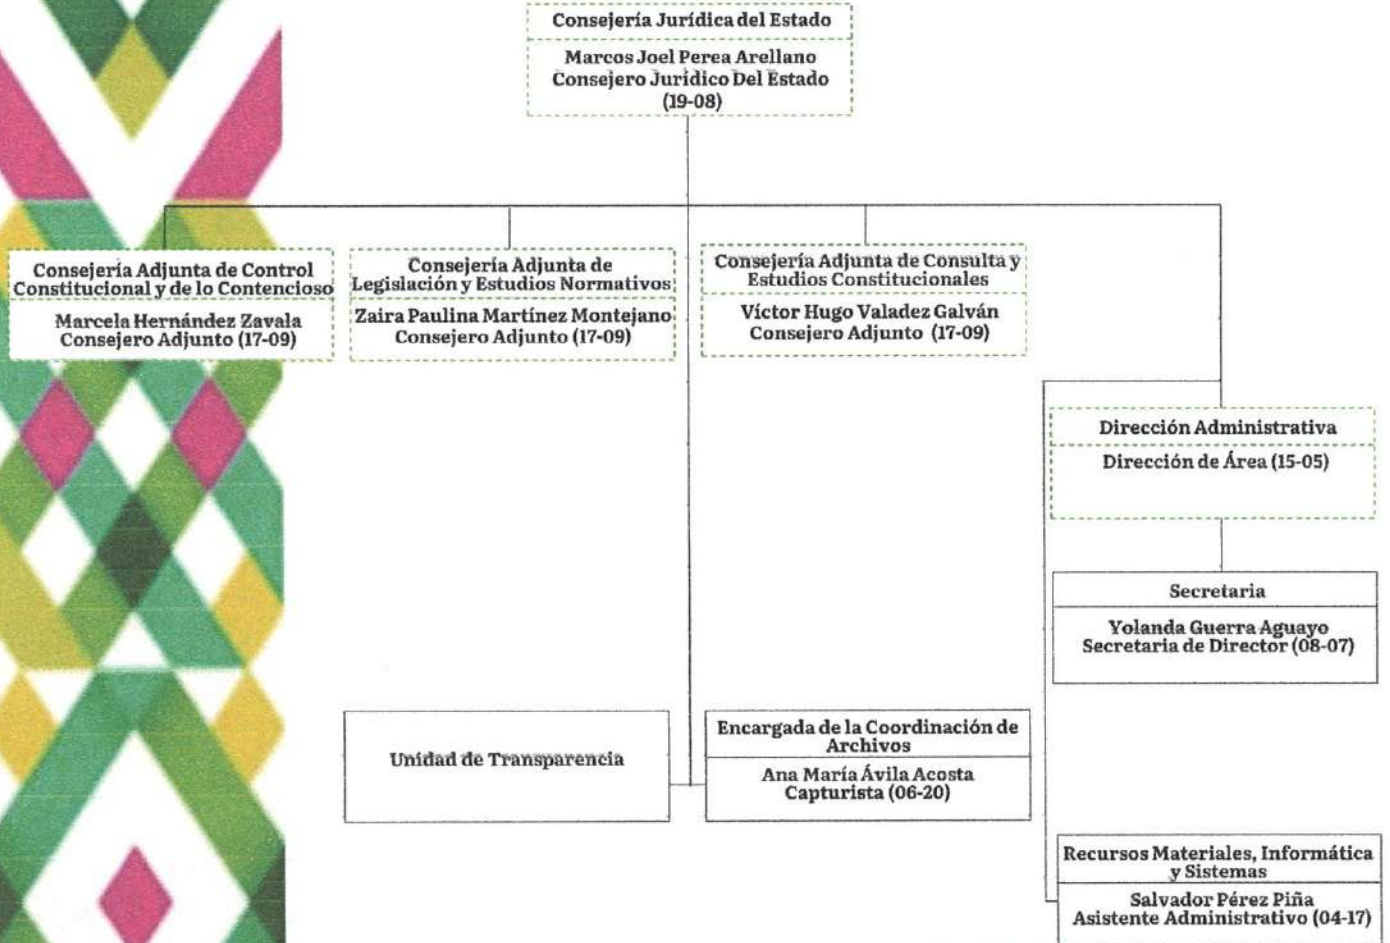 Consejería Jurídica del Estado
Marcos Joel Perea Arellano
Consejero Jurídico Del Estado
(19-08)
Consejería Adjunta de Control
Constitucional y de lo Contencioso
Marcela Hernández Zavala
Consejero Adjunto (17-09)
Consejería Adjunta de
Legislación y Estudios Normativos
Zaira Paulina Martínez Montejano
Consejero Adjunto (17-09)
Consejería Adjunta de Consulta y
Estudios Constitucionales
Víctor Hugo Valadez Galván
Consejero Adjunto (17-09)
Dirección Administrativa
Dirección de Área (15-05)
Secretaria
Yolanda Guerra Aguayo
Secretaria de Director (08-07)
Unidad de Transparencia
Encargada de la Coordinación de
Archivos
Ana María Ávila Acosta
Capturista (06-20)
Recursos Materiales, Informática
y Sistemas
Salvador Pérez Piña
Asistente Administrativo (04-17)